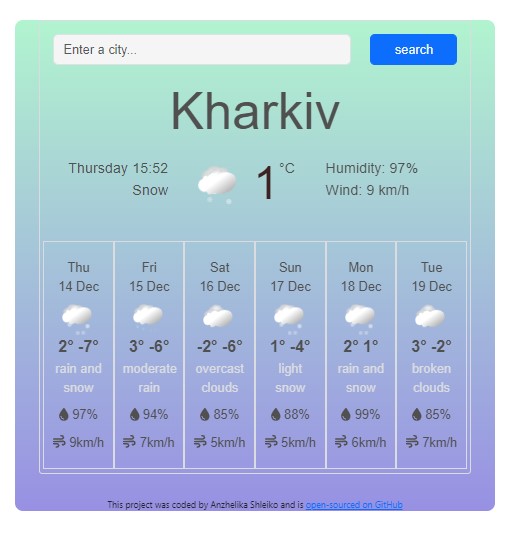 Enter a city...
search
Kharkiv
Thursday 15:52
Snow
1 °C
Humidity: 97%
Wind: 9 km/h
Thu
14 Dec
2° -7°
rain and
snow
97%
9km/h
Fri
15 Dec
3° -6°
moderate
rain
94%
7km/h
Sat
16 Dec
-2° -6°
overcast
clouds
85%
5km/h
Sun
17 Dec
1° -4°
light
snow
88%
5km/h
Mon
18 Dec
2° 1°
rain and
snow
99%
6km/h
Tue
19 Dec
3° -2°
broken
clouds
85%
7km/h
This project was coded by Anzhelika Shleiko and is open-sourced on GitHub